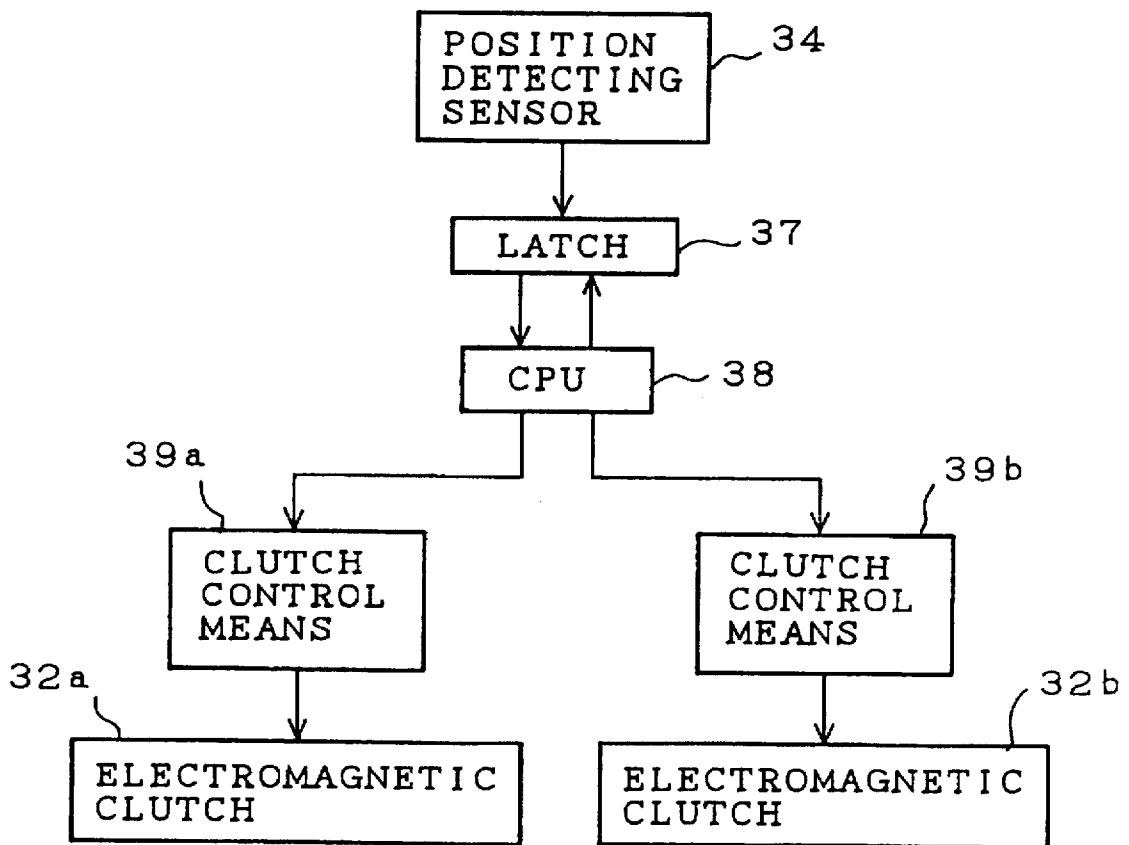 POSITION
DETECTING
SENSOR
34
LATCH
37
CPU
38
39a
39b
CLUTCH
CONTROL
MEANS
CLUTCH
CONTROL
MEANS
32a
32b
ELECTROMAGNETIC
CLUTCH
ELECTROMAGNETIC
CLUTCH